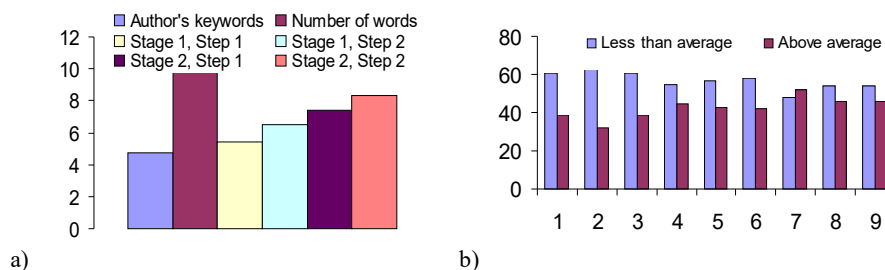 Author's keywords Number of words
Stage 1, Step 1 Stage 1, Step 2
Stage 2, Step 1 Stage 2, Step 2
12
10
8
6
4
2
0
a)
Less than average Above average
80
60
40
20
0
1 2 3 4 5 6 7 8 9
b)